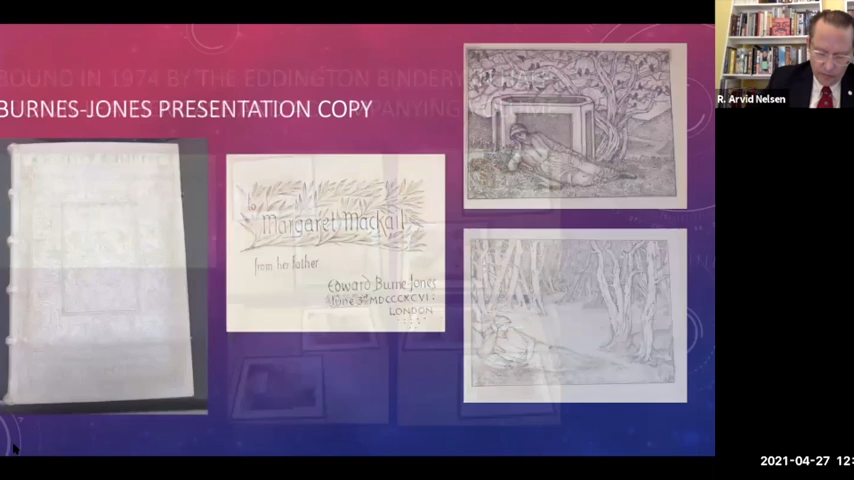 BOUND IN 1974 BY THE EDDINGTON BINDERY
BURNES-JONES PRESENTATION COPY
to
Margaret Mackail
from her father
Edward Burne-Jones
June 3rd MDCCCXCVI:
LONDON
R. Arvid Nelsen
2021-04-27 12: